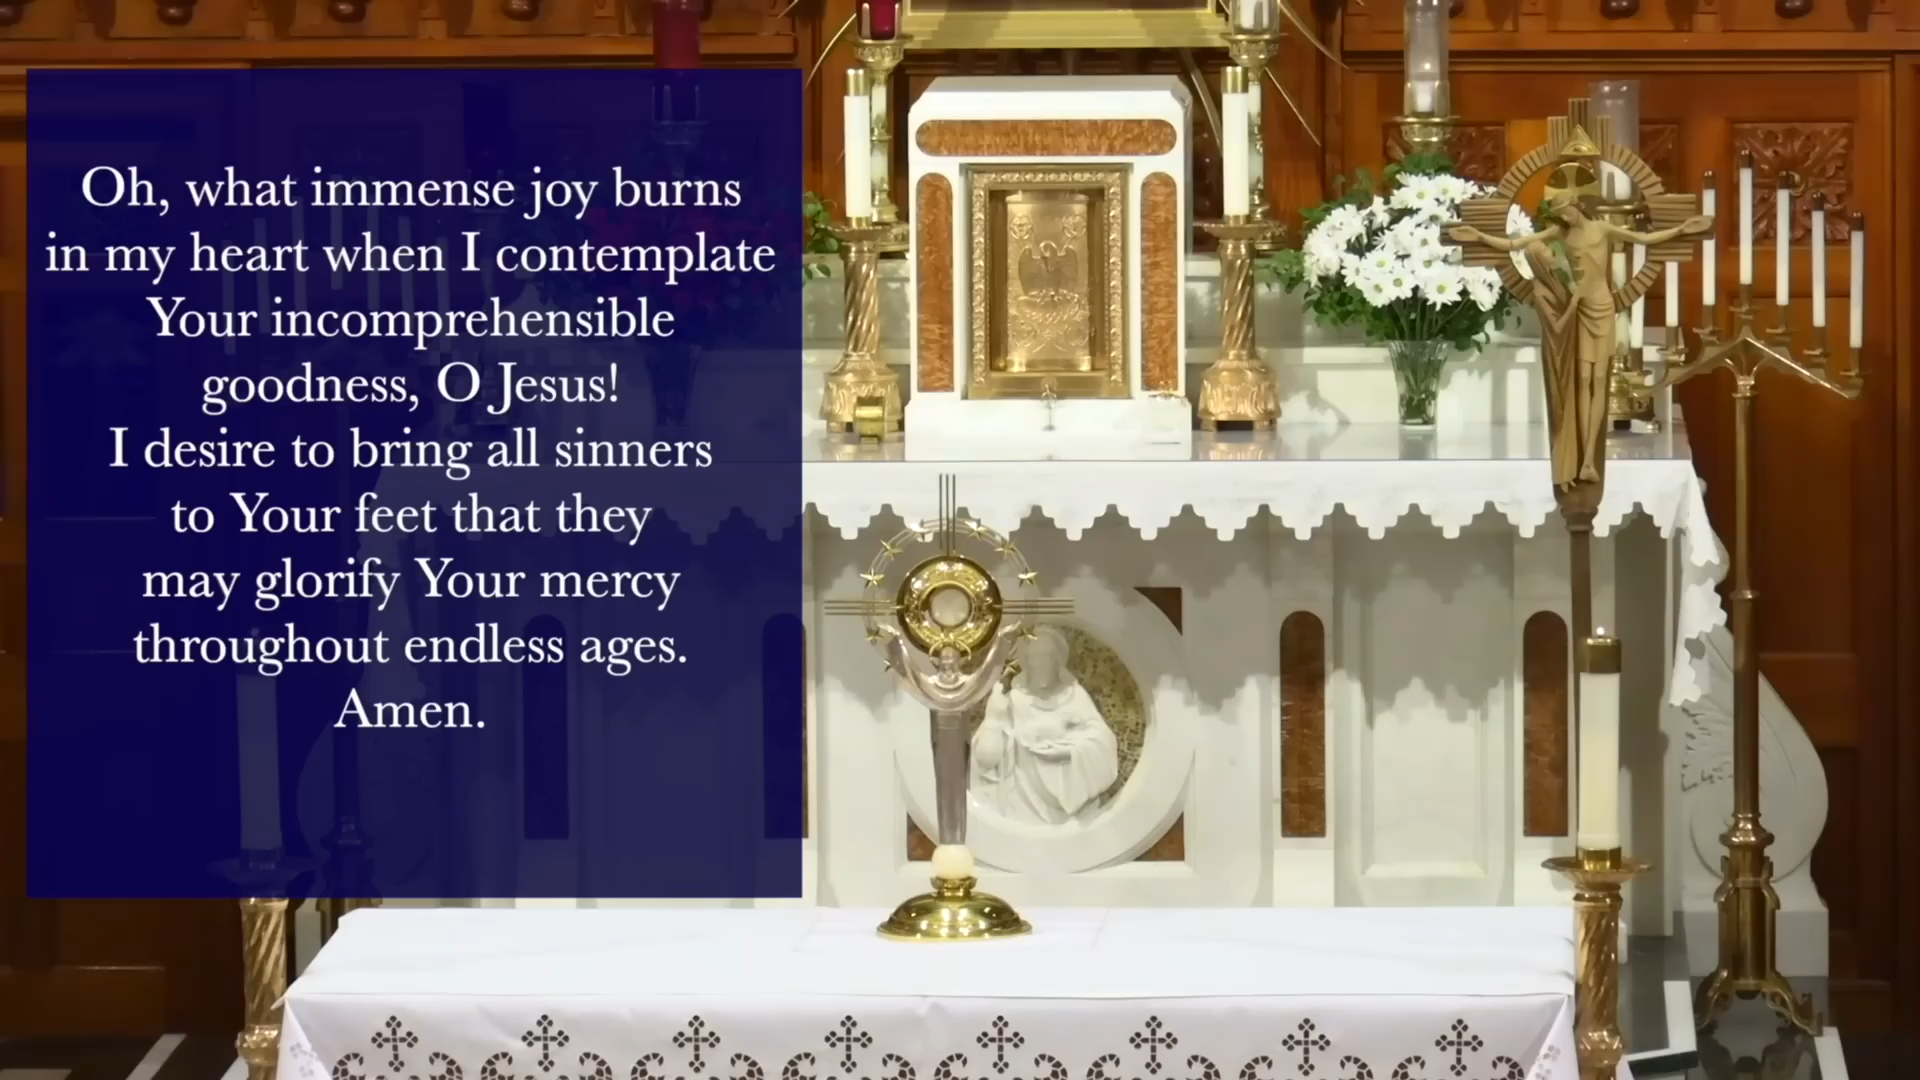 Oh, what immense joy burns
in my heart when I contemplate
Your incomprehensible
goodness, O Jesus!
I desire to bring all sinners
to Your feet that they
may glorify Your mercy
throughout endless ages.
Amen.